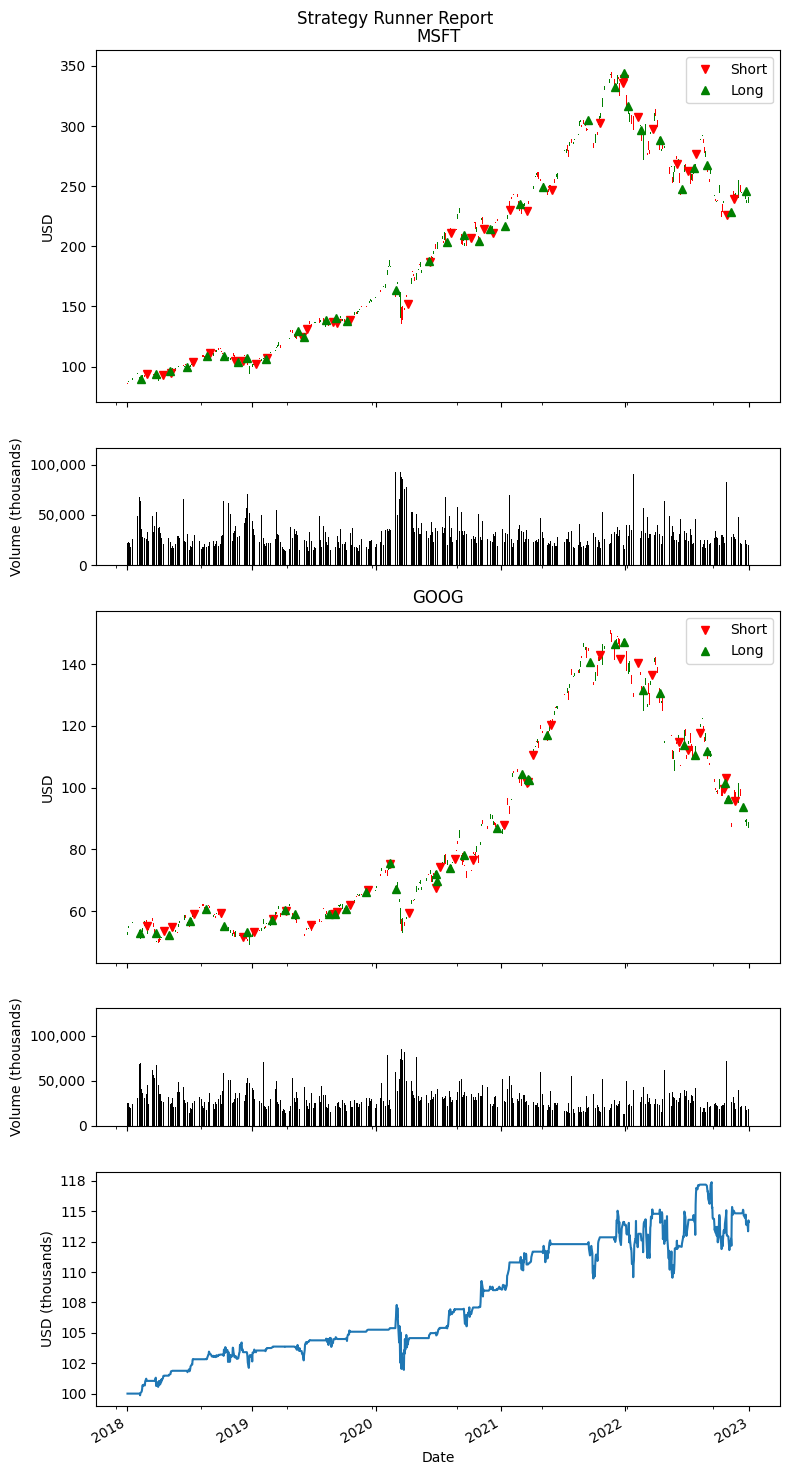 Strategy Runner Report
MSFT
350
300
250
200
150
100
USD
Short
Long
100,000
50,000
0
Volume (thousands)
GOOG
140
120
100
80
60
USD
Short
Long
100,000
50,000
0
Volume (thousands)
118
115
112
110
108
105
102
100
USD (thousands)
2018
2019
2020
2021
2022
2023
Date